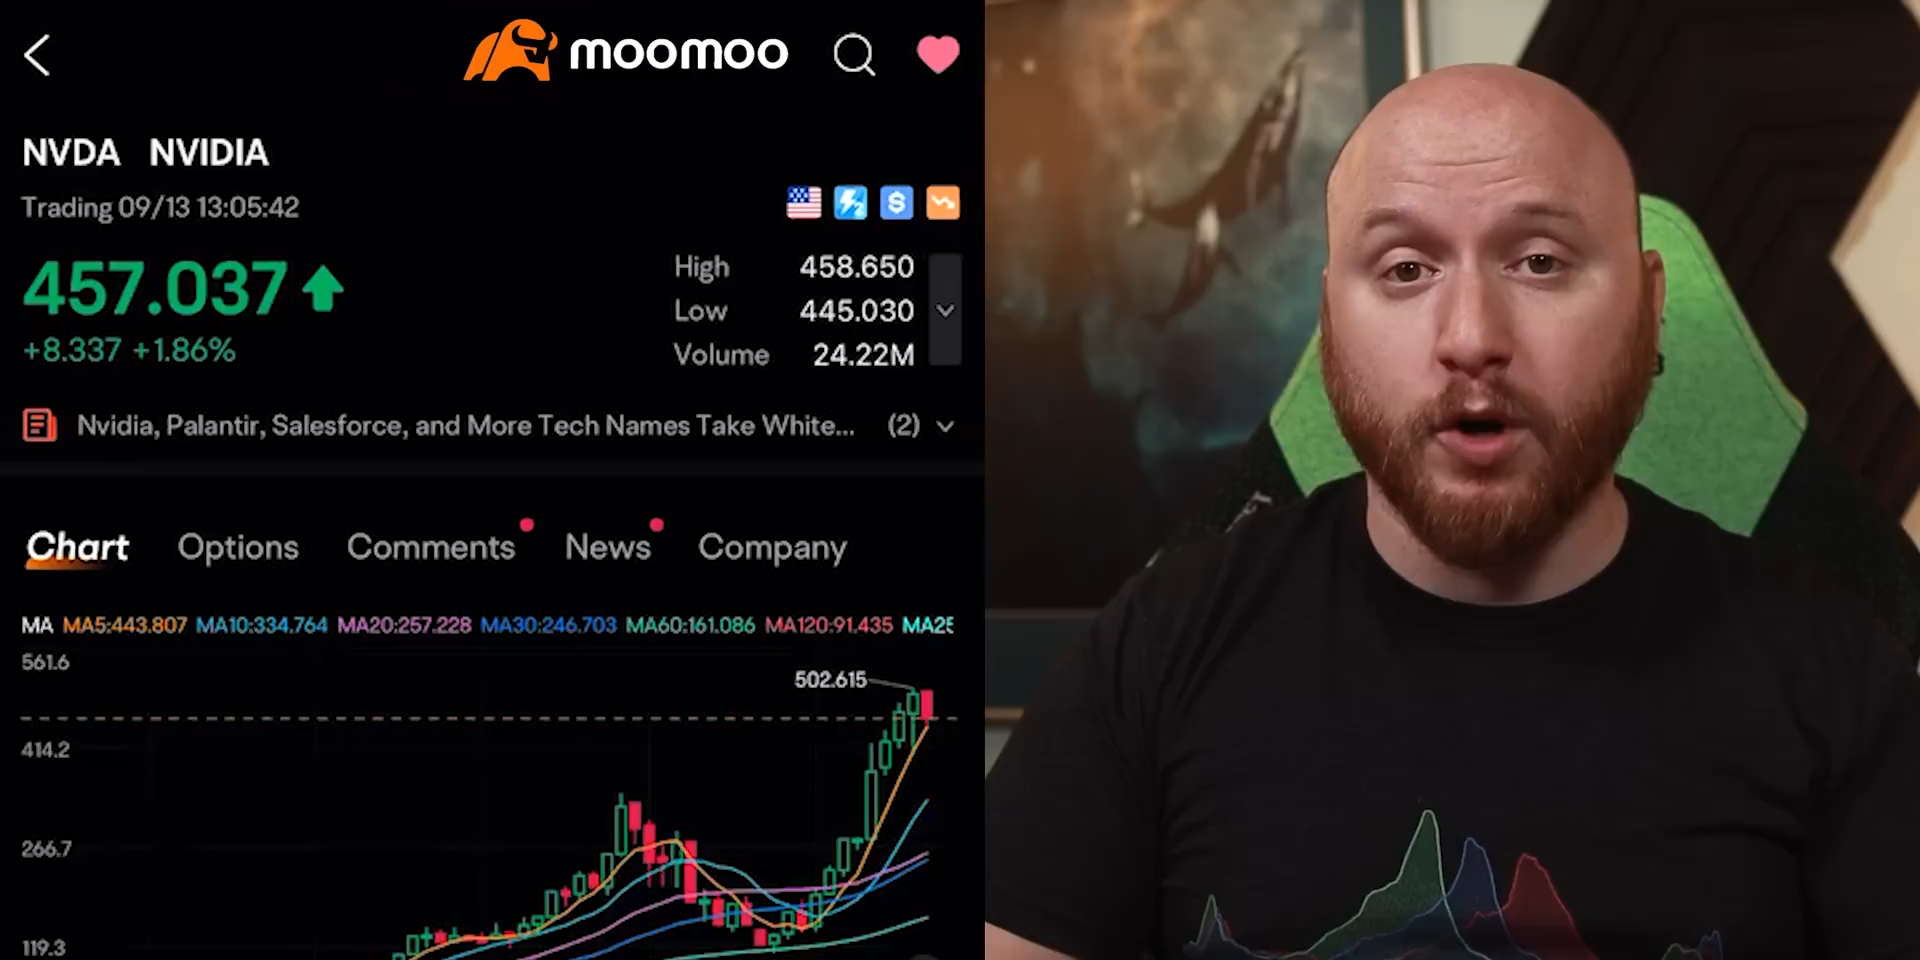 moomoo
NVDA NVIDIA
Trading 09/13 13:05:42
457.037
+8.337 +1.86%
High 458.650
Low 445.030
Volume 24.22M
Nvidia, Palantir, Salesforce, and More Tech Names Take White... (2)
Chart Options Comments News Company
MA MA5:443.807 MA10:334.764 MA20:257.228 MA30:246.703 MA60:161.086 MA120:91.435 MA25
561.6
502.615
414.2
266.7
119.3